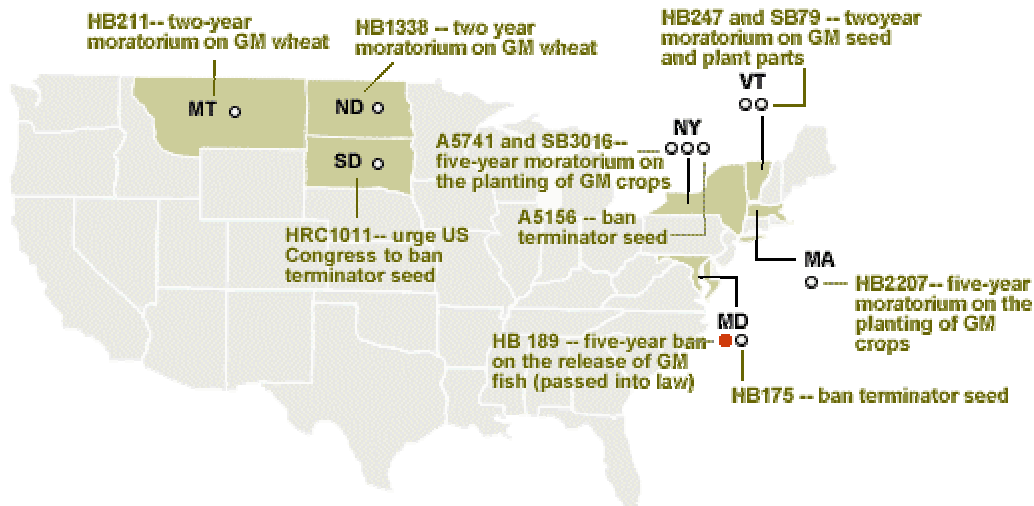 HB211-- two-year
moratorium on GM wheat
HB1338 -- two year
moratorium on GM wheat
HB247 and SB79 -- twoyear
moratorium on GM seed
and plant parts
VT
MT
ND
NY
A5741 and SB3016--
five-year moratorium on
the planting of GM crops
SD
A5156 -- ban
terminator seed
HRC1011-- urge US
Congress to ban
terminator seed
MA
HB2207-- five-year
moratorium on the
planting of GM
crops
MD
HB 189 -- five-year ban
on the release of GM
fish (passed into law)
HB175 -- ban terminator seed